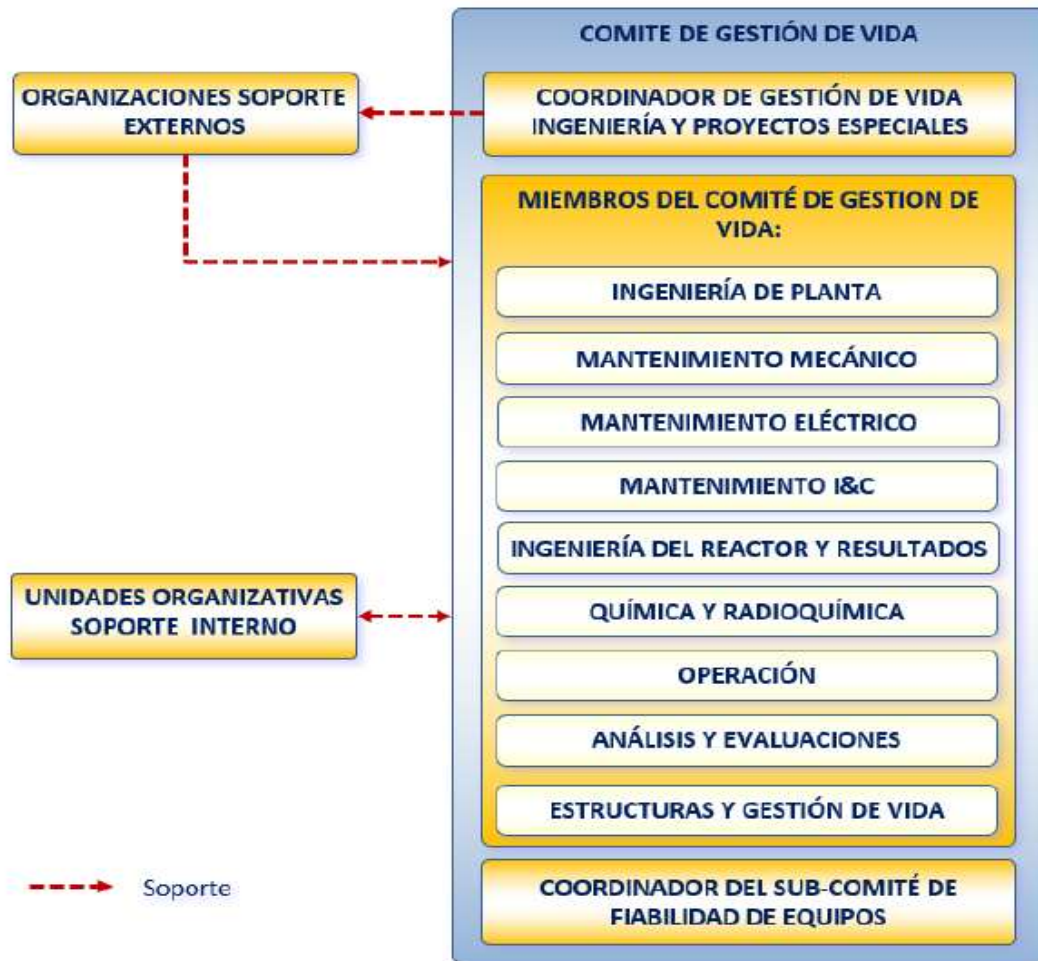 COMITE DE GESTIÓN DE VIDA
ORGANIZACIONES SOPORTE
EXTERNOS
COORDINADOR DE GESTIÓN DE VIDA
INGENIERÍA Y PROYECTOS ESPECIALES
MIEMBROS DEL COMITÉ DE GESTION DE
VIDA:
INGENIERÍA DE PLANTA
MANTENIMIENTO MECÁNICO
MANTENIMIENTO ELÉCTRICO
MANTENIMIENTO I&C
INGENIERÍA DEL REACTOR Y RESULTADOS
UNIDADES ORGANIZATIVAS
SOPORTE INTERNO
QUÍMICA Y RADIOQUÍMICA
OPERACIÓN
ANÁLISIS Y EVALUACIONES
ESTRUCTURAS Y GESTIÓN DE VIDA
Soporte
COORDINADOR DEL SUB-COMITÉ DE
FIABILIDAD DE EQUIPOS